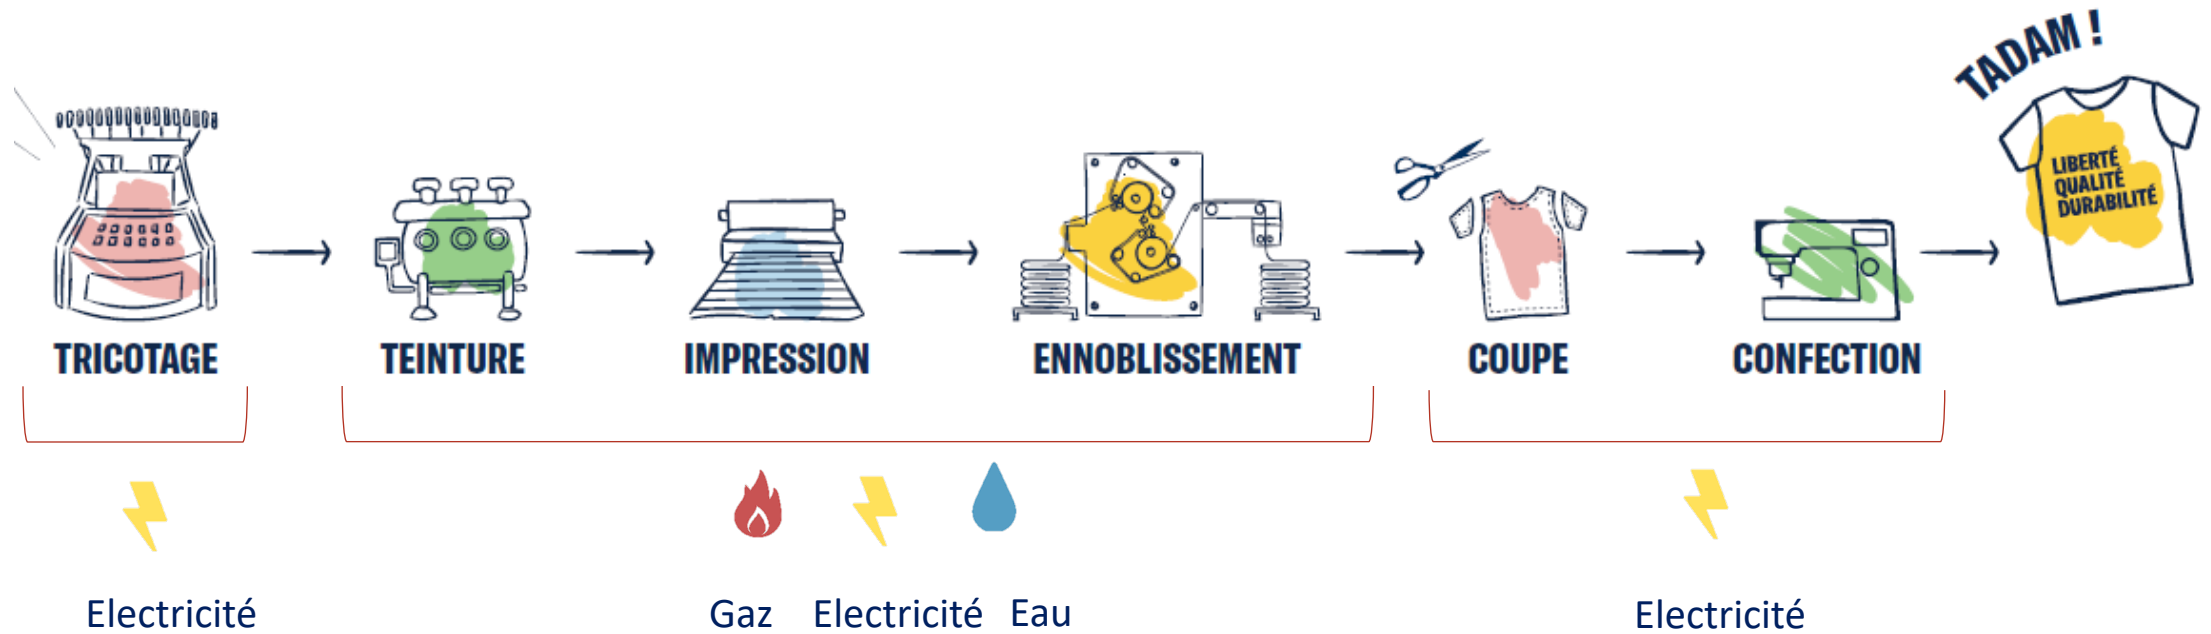 TADAM !
LIBERTÉ
QUALITÉ
DURABILITÉ
TRICOTAGE
TEINTURE
IMPRESSION
ENNOBLISSEMENT
COUPE
CONFECTION
Electricité
Gaz
Electricité
Eau
Electricité